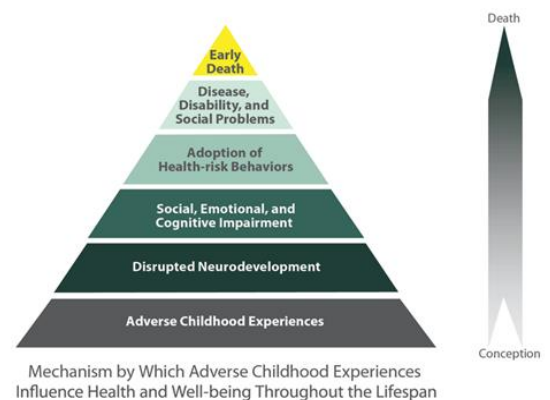 Death
Early
Death
Disease,
Disability, and
Social Problems
Adoption of
Health-risk Behaviors
Social, Emotional, and
Cognitive Impairment
Disrupted Neurodevelopment
Adverse Childhood Experiences
Conception
Mechanism by Which Adverse Childhood Experiences
Influence Health and Well-being Throughout the Lifespan